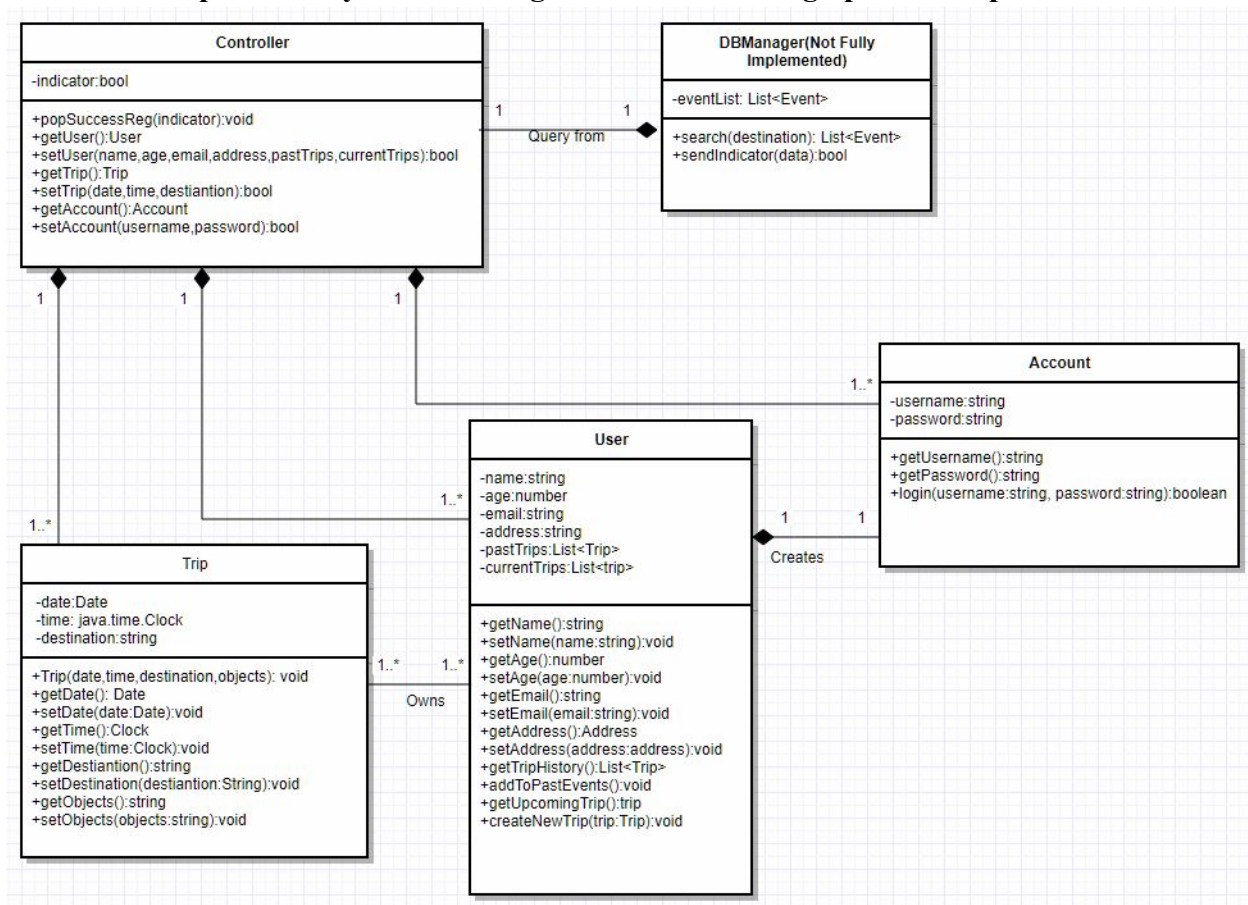 Controller
-indicator:bool
+popSuccessReg(indicator):void
+getUser():User
+setUser(name,age,email,address,pastTrips,currentTrips):bool
+getTrip():Trip
+setTrip(date,time,destiantion):bool
+getAccount():Account
+setAccount(username,password):bool
DBManager(Not Fully
Implemented)
-eventList: List<Event>
+search(destination): List<Event>
+sendIndicator(data):bool
1
1
Query from
1
1
1
1..*
1..*
1..*
Account
-username:string
-password:string
+getUsername():string
+getPassword():string
+login(username:string, password:string):boolean
User
-name:string
-age:number
-email:string
-address:string
-pastTrips:List<Trip>
-currentTrips:List<trip>
+getName():string
+setName(name:string):void
+getAge():number
+setAge(age:number):void
+getEmail():string
+setEmail(email:string):void
+getAddress():Address
+setAddress(address:address):void
+getTripHistory():List<Trip>
+addToPastEvents():void
+getUpcomingTrip():trip
+createNewTrip(trip:Trip):void
1
1
Creates
Trip
-date:Date
-time: java.time.Clock
-destination:string
+Trip(date,time,destination,objects): void
+getDate(): Date
+setDate(date:Date):void
+getTime():Clock
+setTime(time:Clock):void
+getDestiantion():string
+setDestination(destiantion:String):void
+getObjects():string
+setObjects(objects:string):void
1..*
1..*
Owns